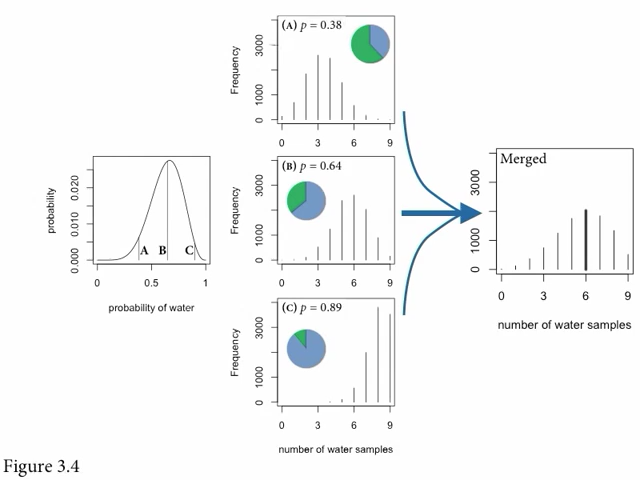 (A) p = 0.38
Frequency
3000
1000
0
0 3 6 9
probability
0.020
0.010
0.000
A B C
0 0.5 1
probability of water
(B) p = 0.64
Frequency
3000
1000
0
0 3 6 9
(C) p = 0.89
Frequency
3000
1000
0
0 3 6 9
number of water samples
Merged
3000
1000
0
0 3 6 9
number of water samples
Figure 3.4